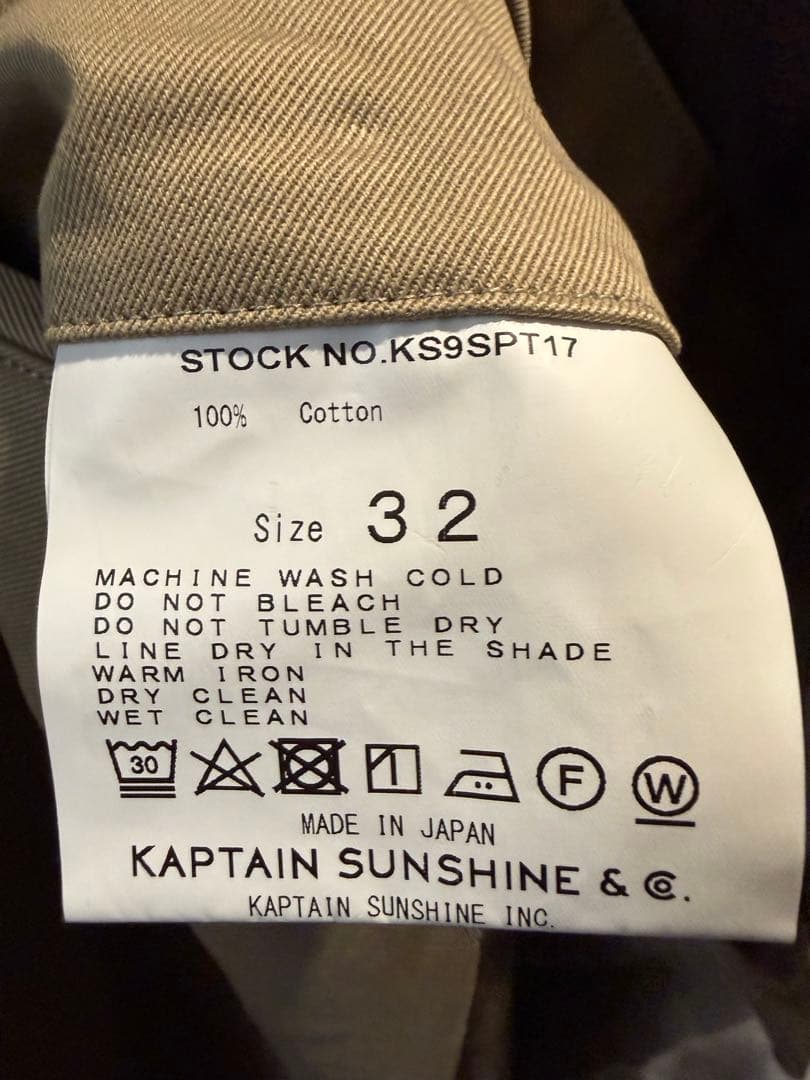 STOCK NO.KS9SPT17
100% Cotton
Size 32
MACHINE WASH COLD
DO NOT BLEACH
DO NOT TUMBLE DRY
LINE DRY IN THE SHADE
WARM IRON
DRY CLEAN
WET CLEAN
30 F W
MADE IN JAPAN
KAPTAIN SUNSHINE & Co.
KAPTAIN SUNSHINE INC.